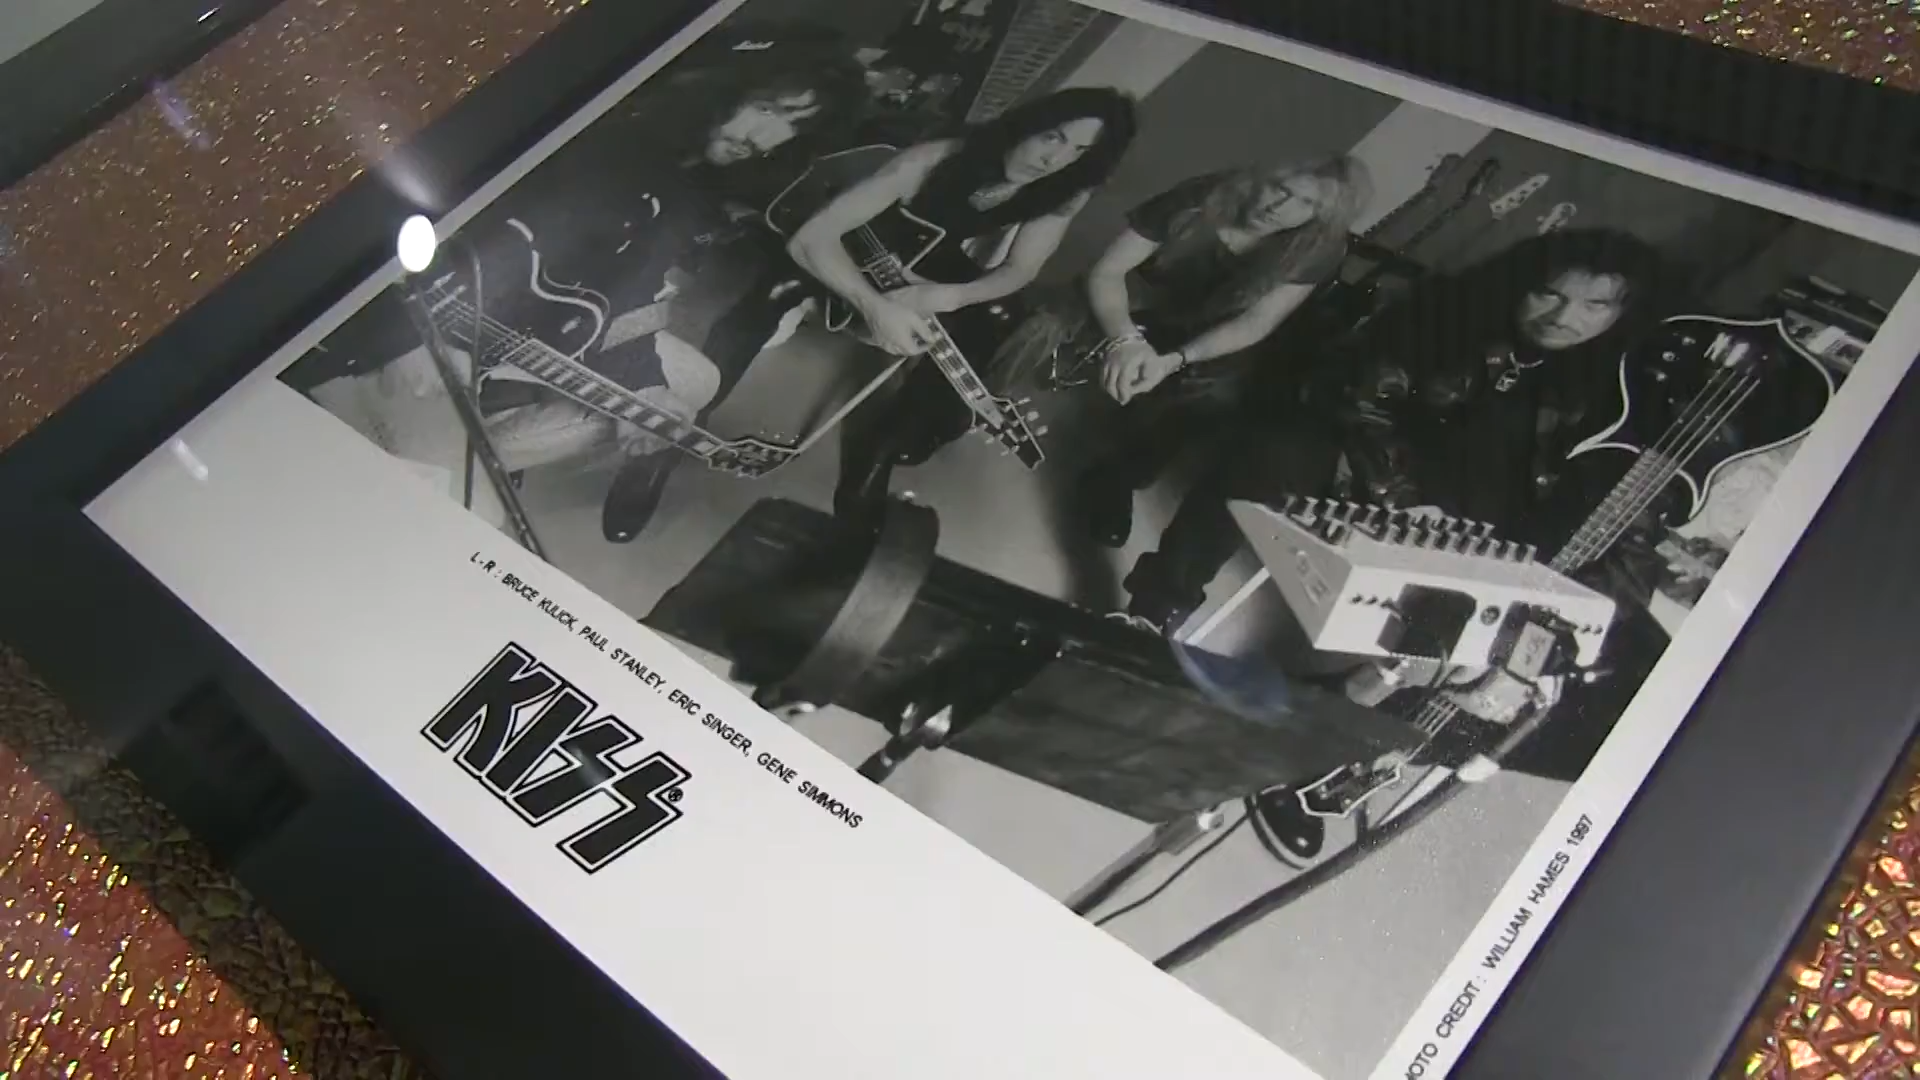 L-R : BRUCE KULICK, PAUL STANLEY, ERIC SINGER, GENE SIMMONS
KISS®
OTO CREDIT : WILLIAM HAMES 1997